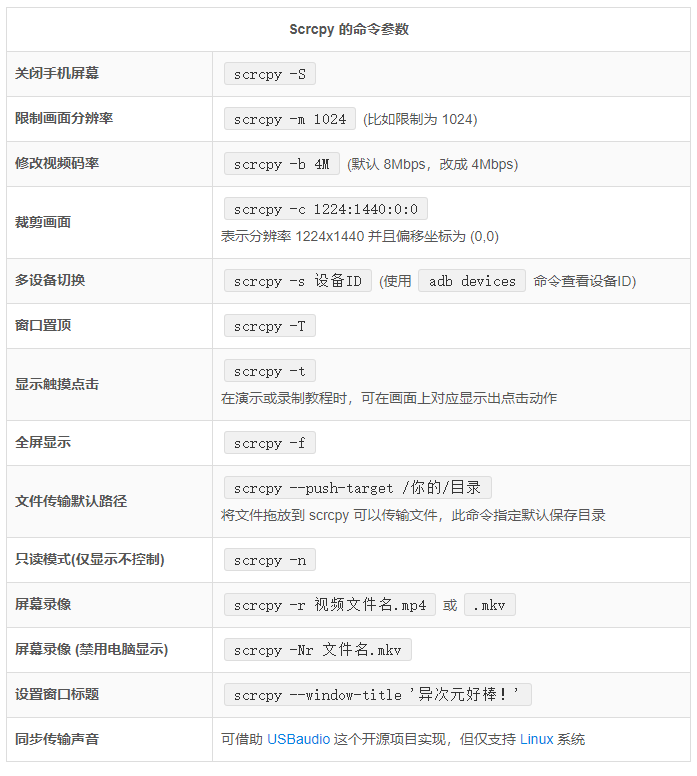 Scrcpy 的命令参数
关闭手机屏幕 scrcpy -S
限制画面分辨率 scrcpy -m 1024 (比如限制为 1024)
修改视频码率 scrcpy -b 4M (默认 8Mbps，改成 4Mbps)
裁剪画面 scrcpy -c 1224:1440:0:0
表示分辨率 1224x1440 并且偏移坐标为 (0,0)
多设备切换 scrcpy -s 设备ID (使用 adb devices 命令查看设备ID)
窗口置顶 scrcpy -T
显示触摸点击 scrcpy -t
在演示或录制教程时，可在画面上对应显示出点击动作
全屏显示 scrcpy -f
文件传输默认路径 scrcpy --push-target /你的/目录
将文件拖放到 scrcpy 可以传输文件，此命令指定默认保存目录
只读模式(仅显示不控制) scrcpy -n
屏幕录像 scrcpy -r 视频文件名.mp4 或 .mkv
屏幕录像 (禁用电脑显示) scrcpy -Nr 文件名.mkv
设置窗口标题 scrcpy --window-title '异次元好棒！'
同步传输声音 可借助 USBaudio 这个开源项目实现，但仅支持 Linux 系统